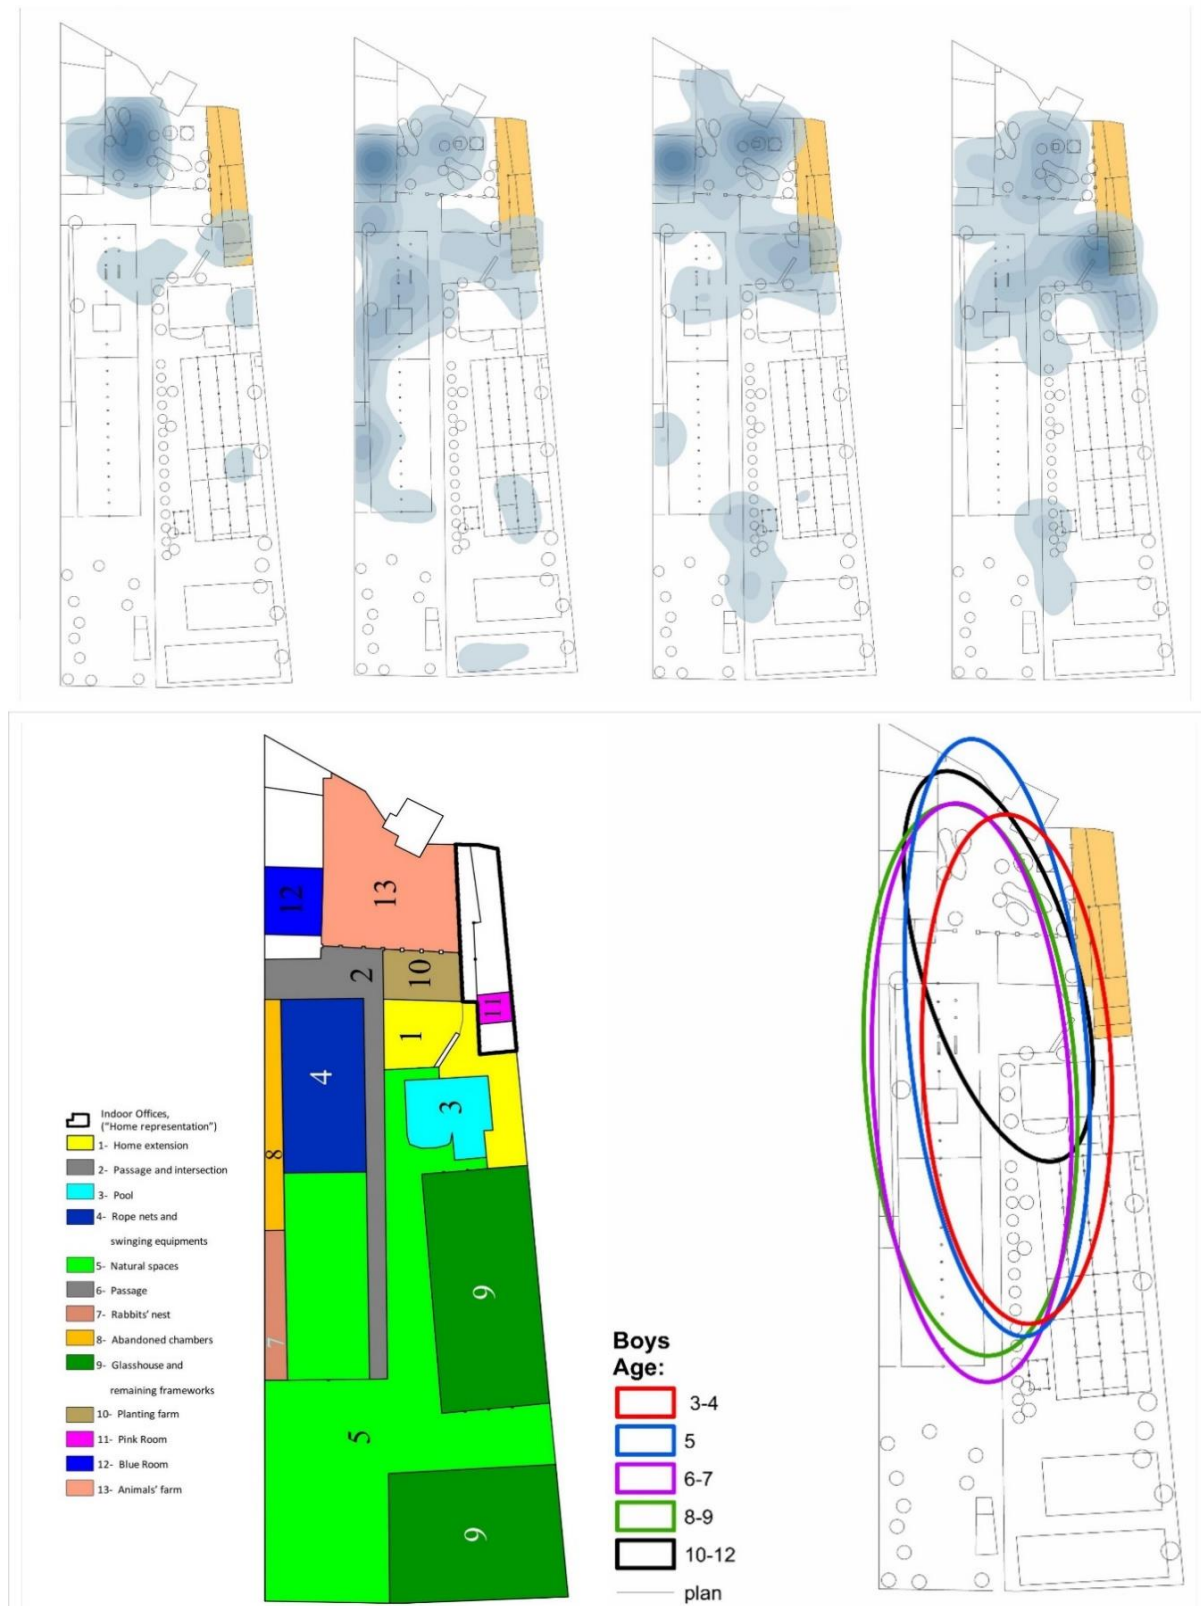 12
13
2
10
11
1
4
3
8
9
7
5
9
Indoor Offices,
("Home representation")
1- Home extension
2- Passage and intersection
3- Pool
4- Rope nets and
swinging equipments
5- Natural spaces
6- Passage
7- Rabbits' nest
8- Abandoned chambers
9- Glasshouse and
remaining frameworks
10- Planting farm
11- Pink Room
12- Blue Room
13- Animals' farm
Boys
Age:
3-4
5
6-7
8-9
10-12
plan